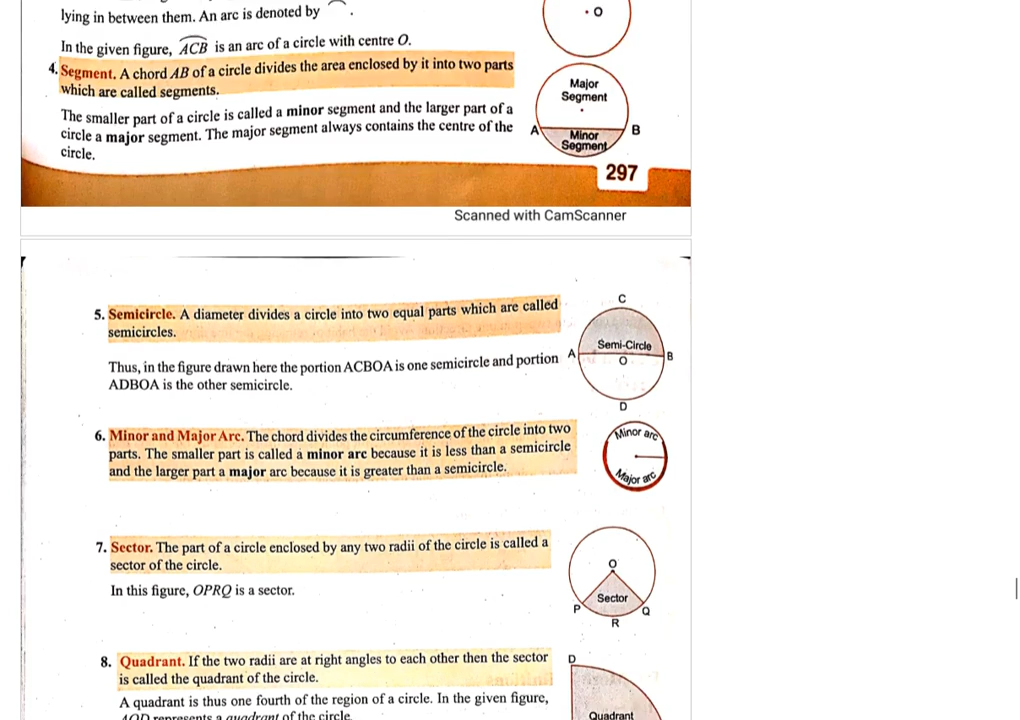 lying in between them. An arc is denoted by ⌢ .
• O
In the given figure, ACB is an arc of a circle with centre O.
4. Segment. A chord AB of a circle divides the area enclosed by it into two parts
which are called segments.
The smaller part of a circle is called a minor segment and the larger part of a
circle a major segment. The major segment always contains the centre of the
circle.
Major
Segment
A
B
Minor
Segment
297
Scanned with CamScanner
5. Semicircle. A diameter divides a circle into two equal parts which are called
semicircles.
Thus, in the figure drawn here the portion ACBOA is one semicircle and portion
ADBOA is the other semicircle.
C
Semi-Circle
A
B
O
D
6. Minor and Major Arc. The chord divides the circumference of the circle into two
parts. The smaller part is called a minor arc because it is less than a semicircle
and the larger part a major arc because it is greater than a semicircle.
Minor arc
Major arc
7. Sector. The part of a circle enclosed by any two radii of the circle is called a
sector of the circle.
In this figure, OPRQ is a sector.
O
Sector
P
Q
R
8. Quadrant. If the two radii are at right angles to each other then the sector
is called the quadrant of the circle.
A quadrant is thus one fourth of the region of a circle. In the given figure,
AOD represents a quadrant of the circle.
D
Quadrant